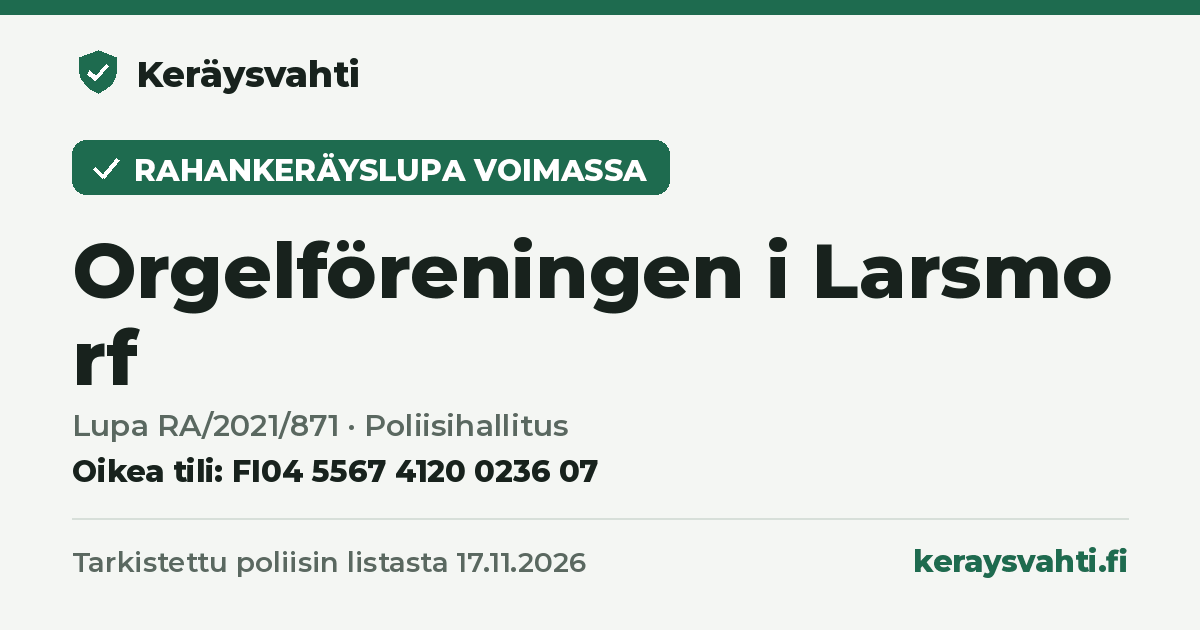 Keräysvahti
RAHANKERÄYSLUPA VOIMASSA
Orgelföreningen i Larsmo
rf
Lupa RA/2021/871 · Poliisihallitus
Oikea tili: FI04 5567 4120 0236 07
Tarkistettu poliisin listasta 17.11.2026
keraysvahti.fi